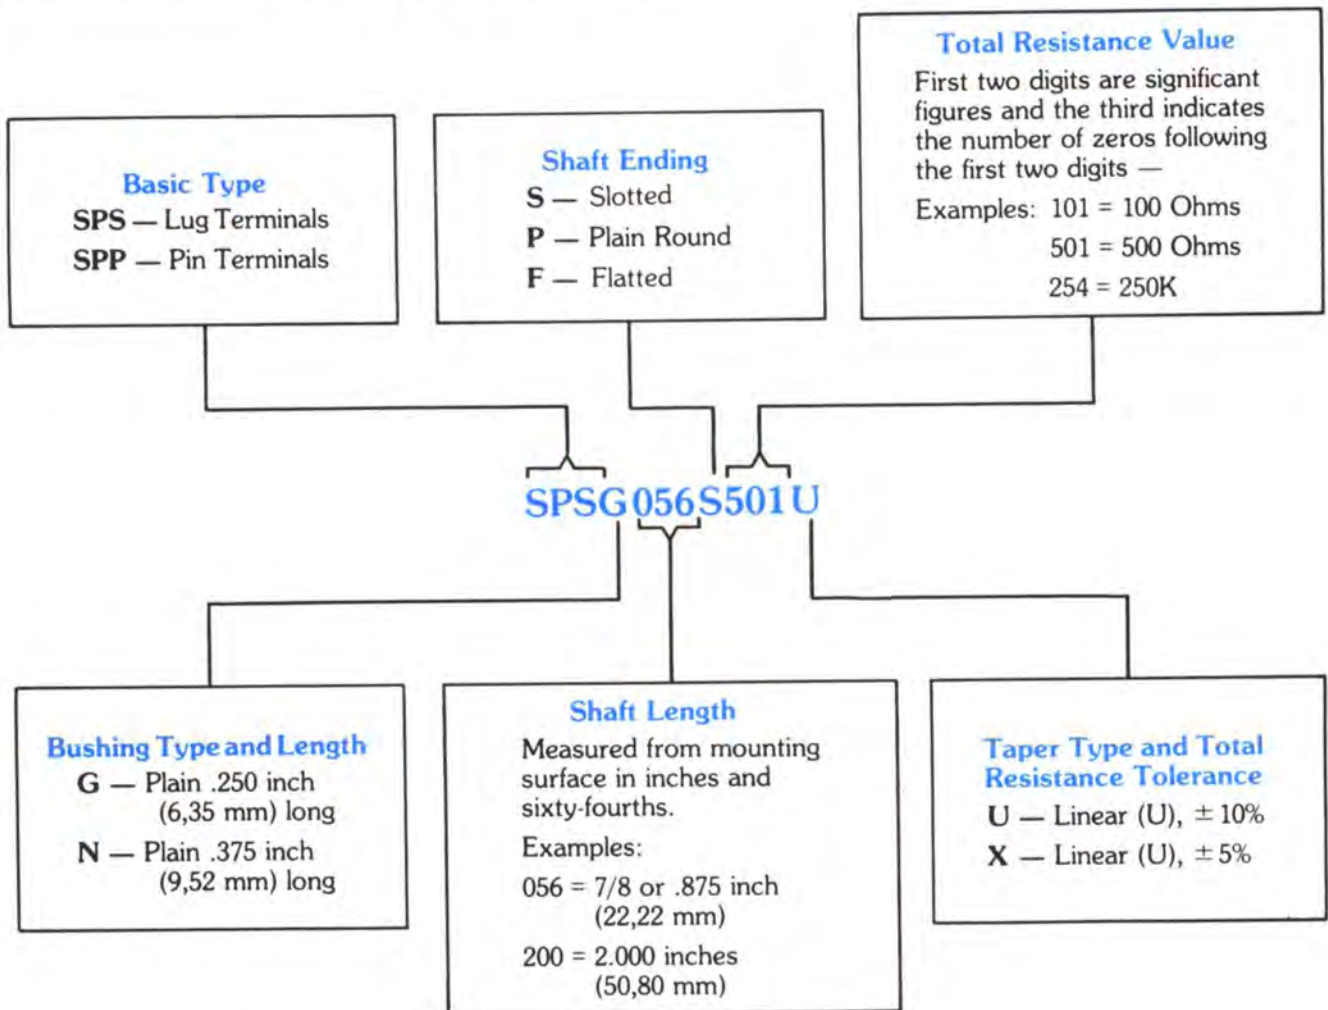 Total Resistance Value
First two digits are significant
figures and the third indicates
the number of zeros following
the first two digits —
Examples: 101 = 100 Ohms
501 = 500 Ohms
254 = 250K
Basic Type
SPS — Lug Terminals
SPP — Pin Terminals
Shaft Ending
S — Slotted
P — Plain Round
F — Flatted
SPSG056S501U
Bushing Type and Length
G — Plain .250 inch
(6,35 mm) long
N — Plain .375 inch
(9,52 mm) long
Shaft Length
Measured from mounting
surface in inches and
sixty-fourths.
Examples:
056 = 7/8 or .875 inch
(22,22 mm)
200 = 2.000 inches
(50,80 mm)
Taper Type and Total
Resistance Tolerance
U — Linear (U), ±10%
X — Linear (U), ±5%